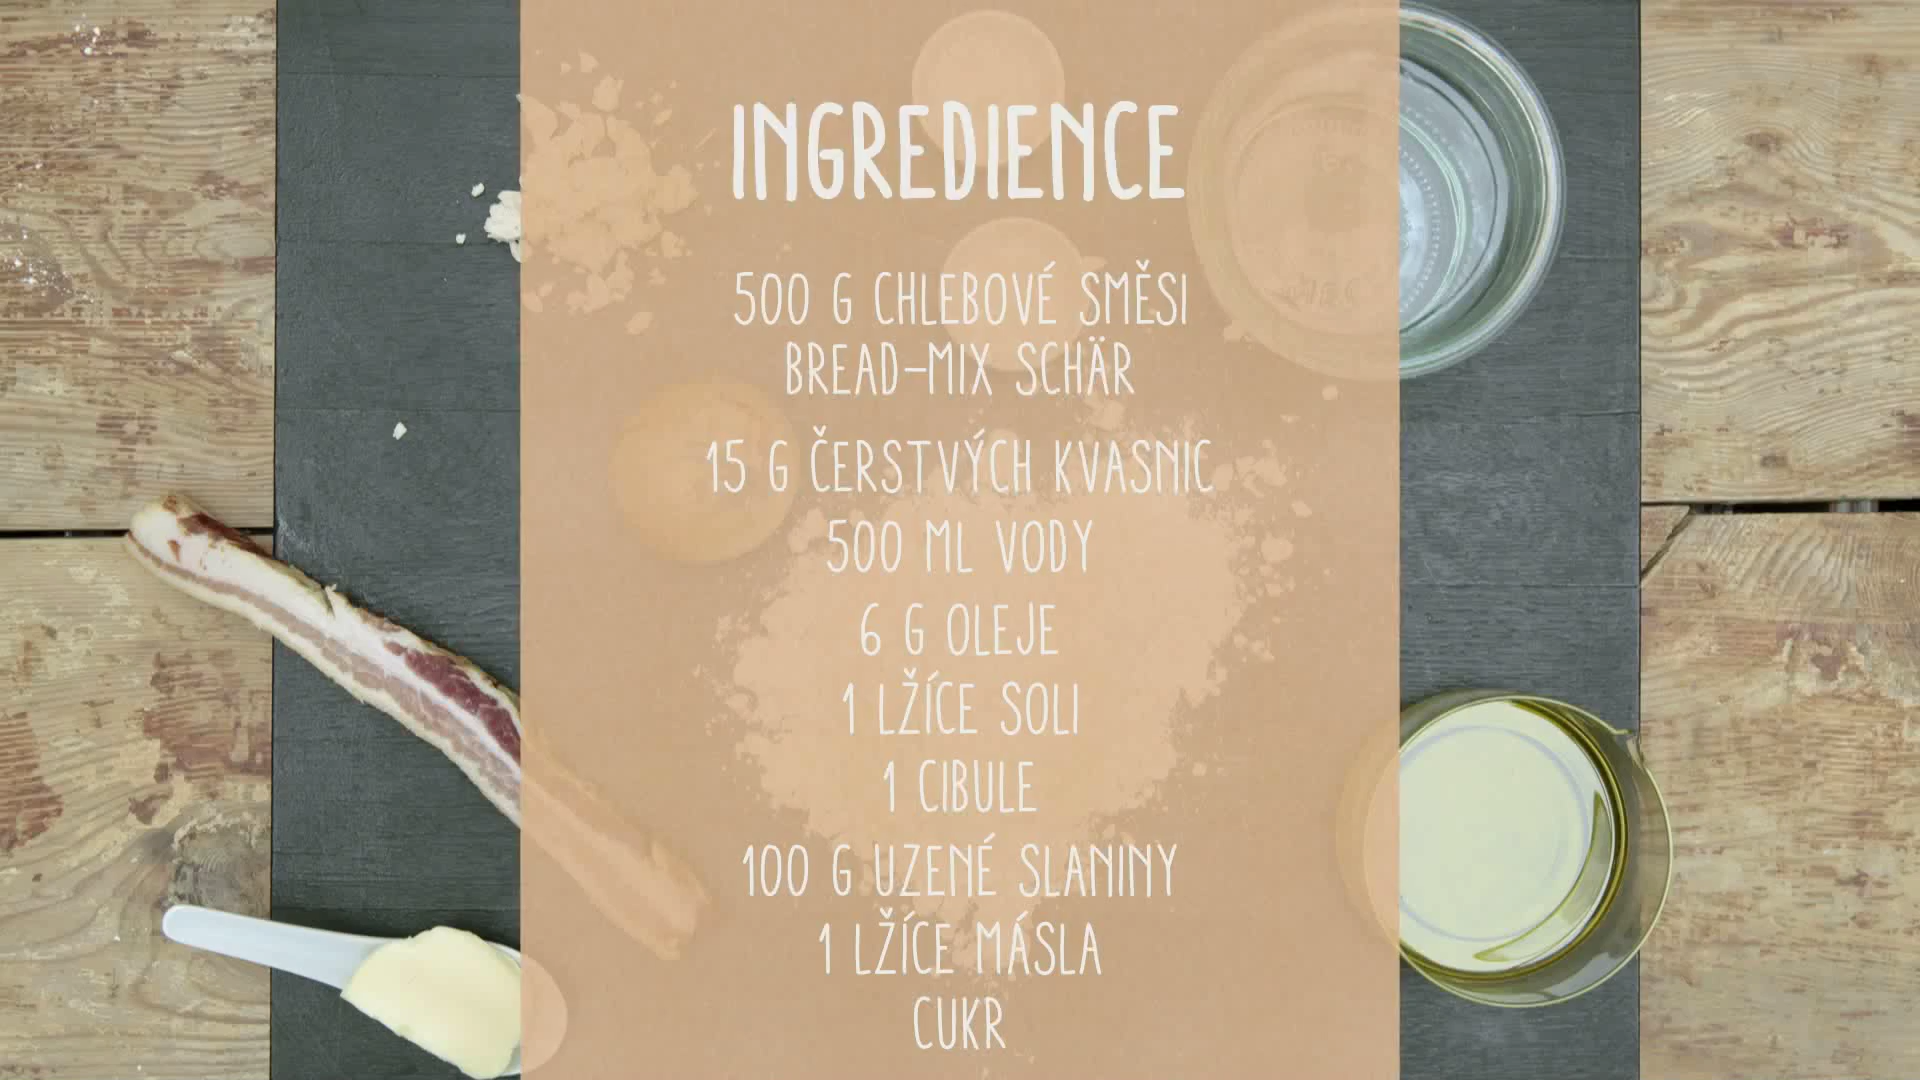 INGREDIENCE
500 G CHLEBOVÉ SMĚSI
BREAD-MIX SCHÄR
15 G ČERSTVÝCH KVASNIC
500 ML VODY
6 G OLEJE
1 LŽÍCE SOLI
1 CIBULE
100 G UZENÉ SLANINY
1 LŽÍCE MÁSLA
CUKR